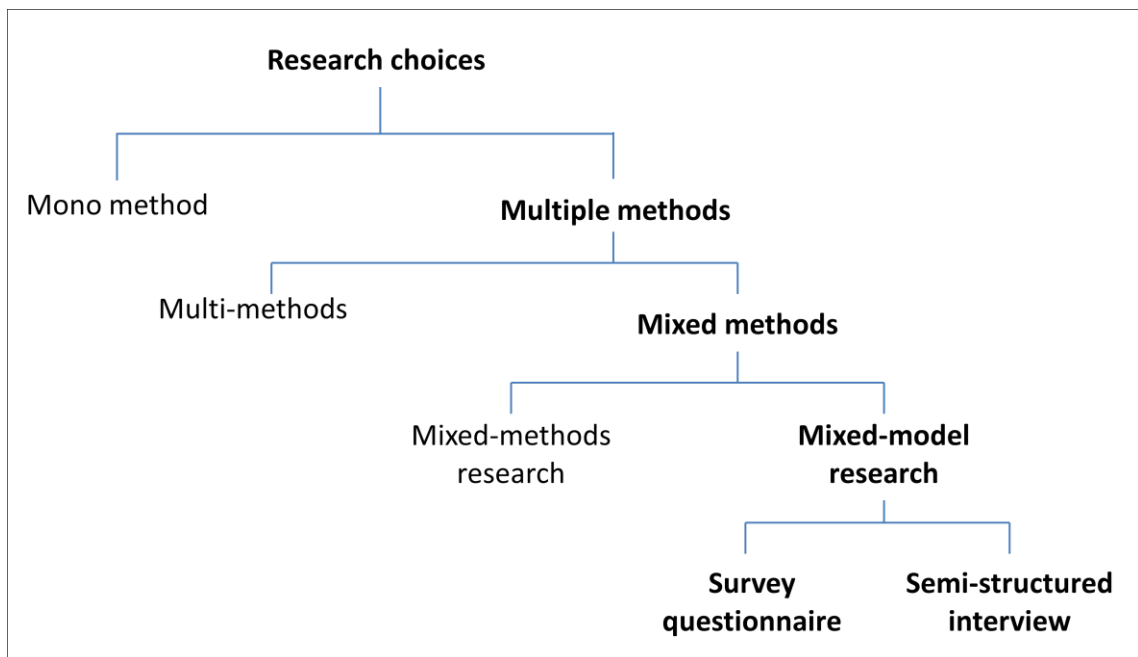 Research choices
Mono method
Multiple methods
Multi-methods
Mixed methods
Mixed-methods
research
Mixed-model
research
Survey
questionnaire
Semi-structured
interview